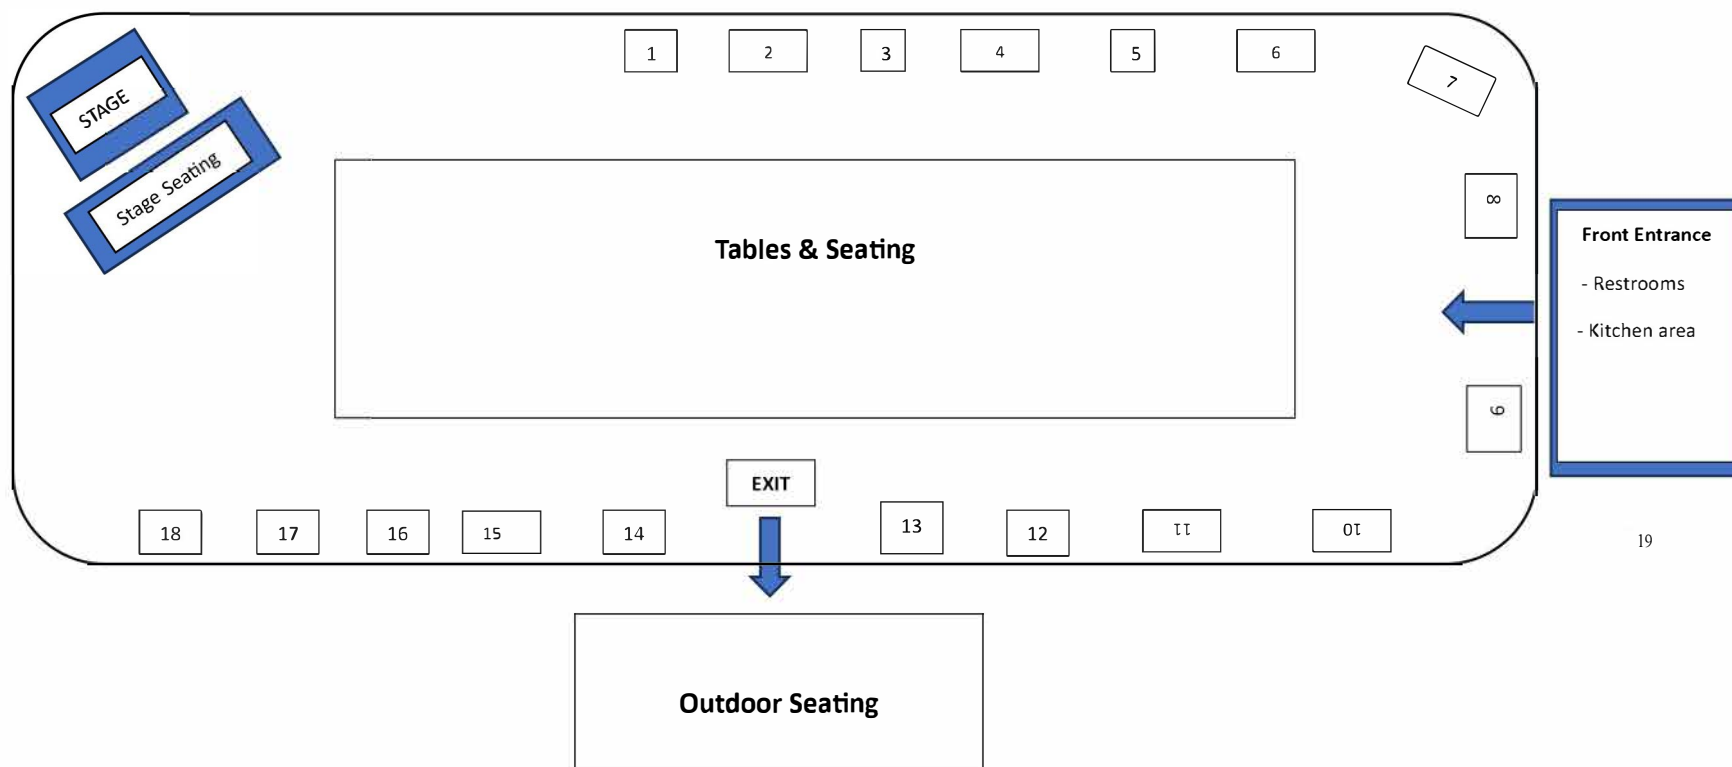 STAGE
Stage Seating
1
2
3
4
5
6
7
8
Tables & Seating
Front Entrance
- Restrooms
- Kitchen area
9
EXIT
18
17
16
15
14
13
12
11
10
19
Outdoor Seating